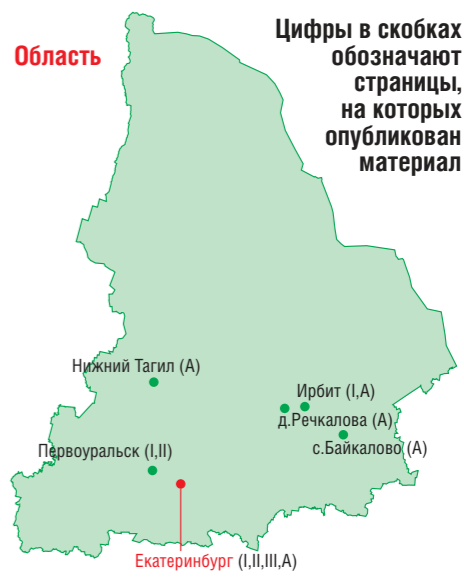 Область
Цифры в скобках
обозначают
страницы,
на которых
опубликован
материал
Нижний Тагил (А)
Ирбит (I,А)
д.Речкалова (А)
с.Байкалово (А)
Первоуральск (I,II)
Екатеринбург (I,II,III,А)